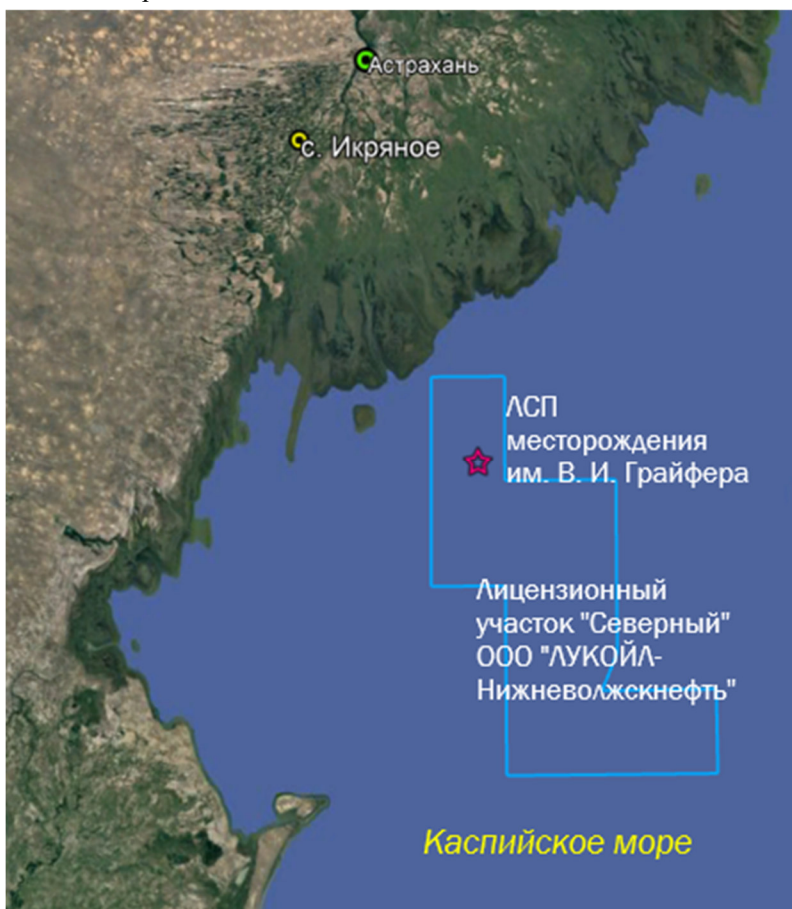 Астрахань
с. Икряное
ЛСП
месторождения
им. В. И. Грайфера
Лицензионный
участок "Северный"
ООО "ЛУКОЙЛ-
Нижневолжскнефть"
Каспийское море